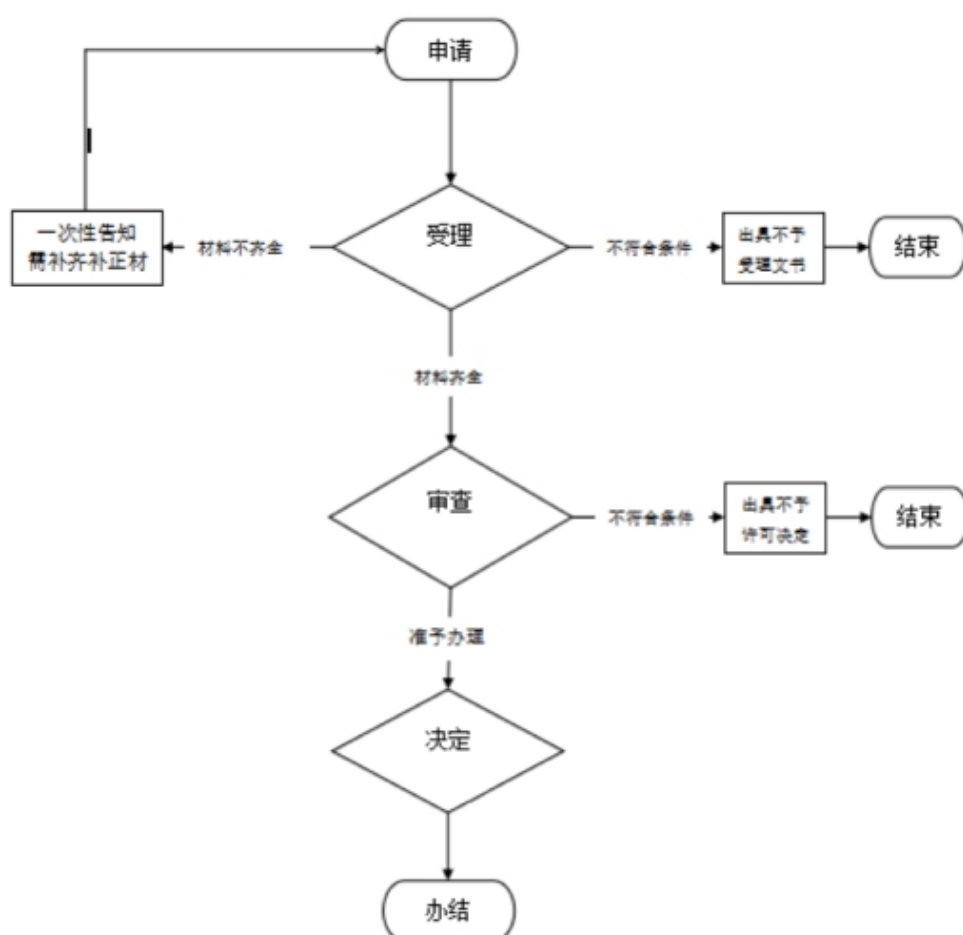 申请
受理
一次性告知
需补齐补正材
材料不齐全
不符合条件
出具不予
受理文书
结束
材料齐全
审查
不符合条件
出具不予
许可决定
结束
准予办理
决定
办结